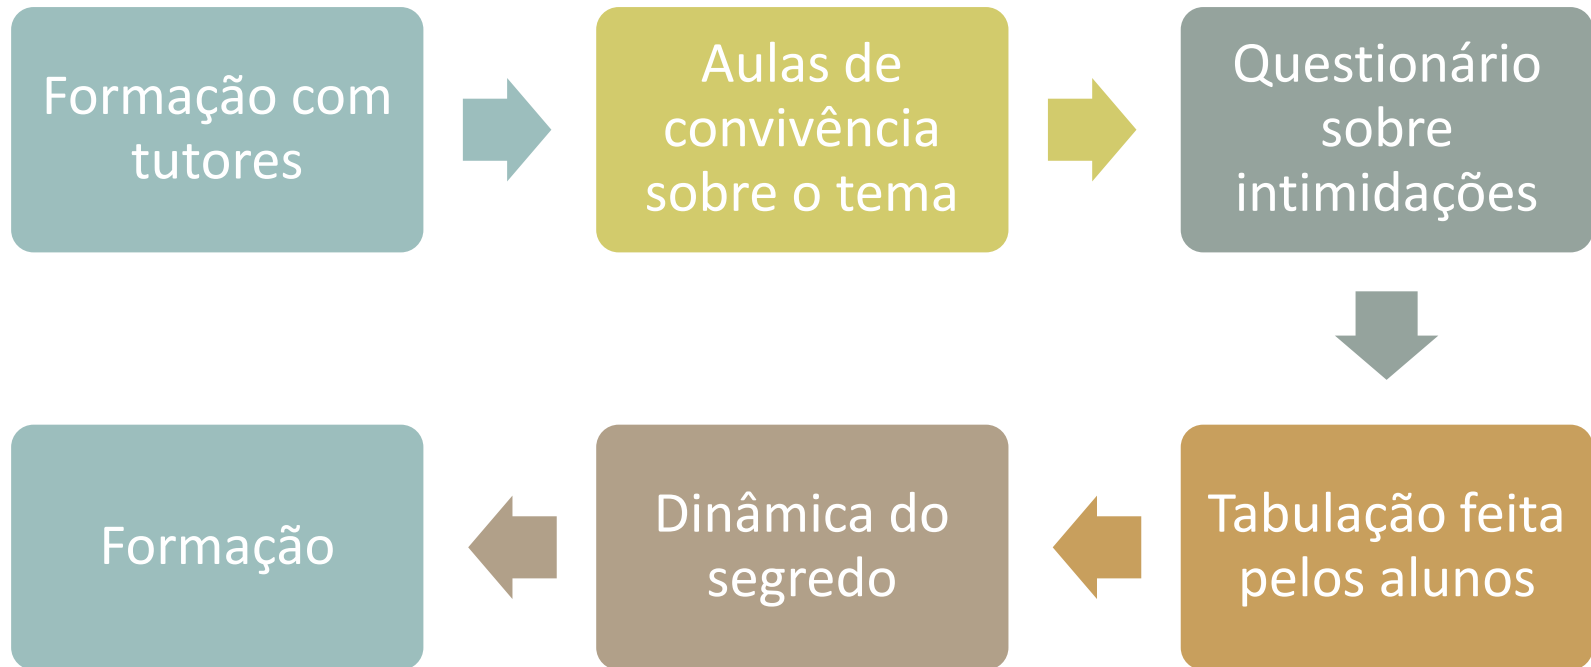 Formação com
tutores
Aulas de
convivência
sobre o tema
Questionário
sobre
intimidações
Tabulação feita
pelos alunos
Dinâmica do
segredo
Formação